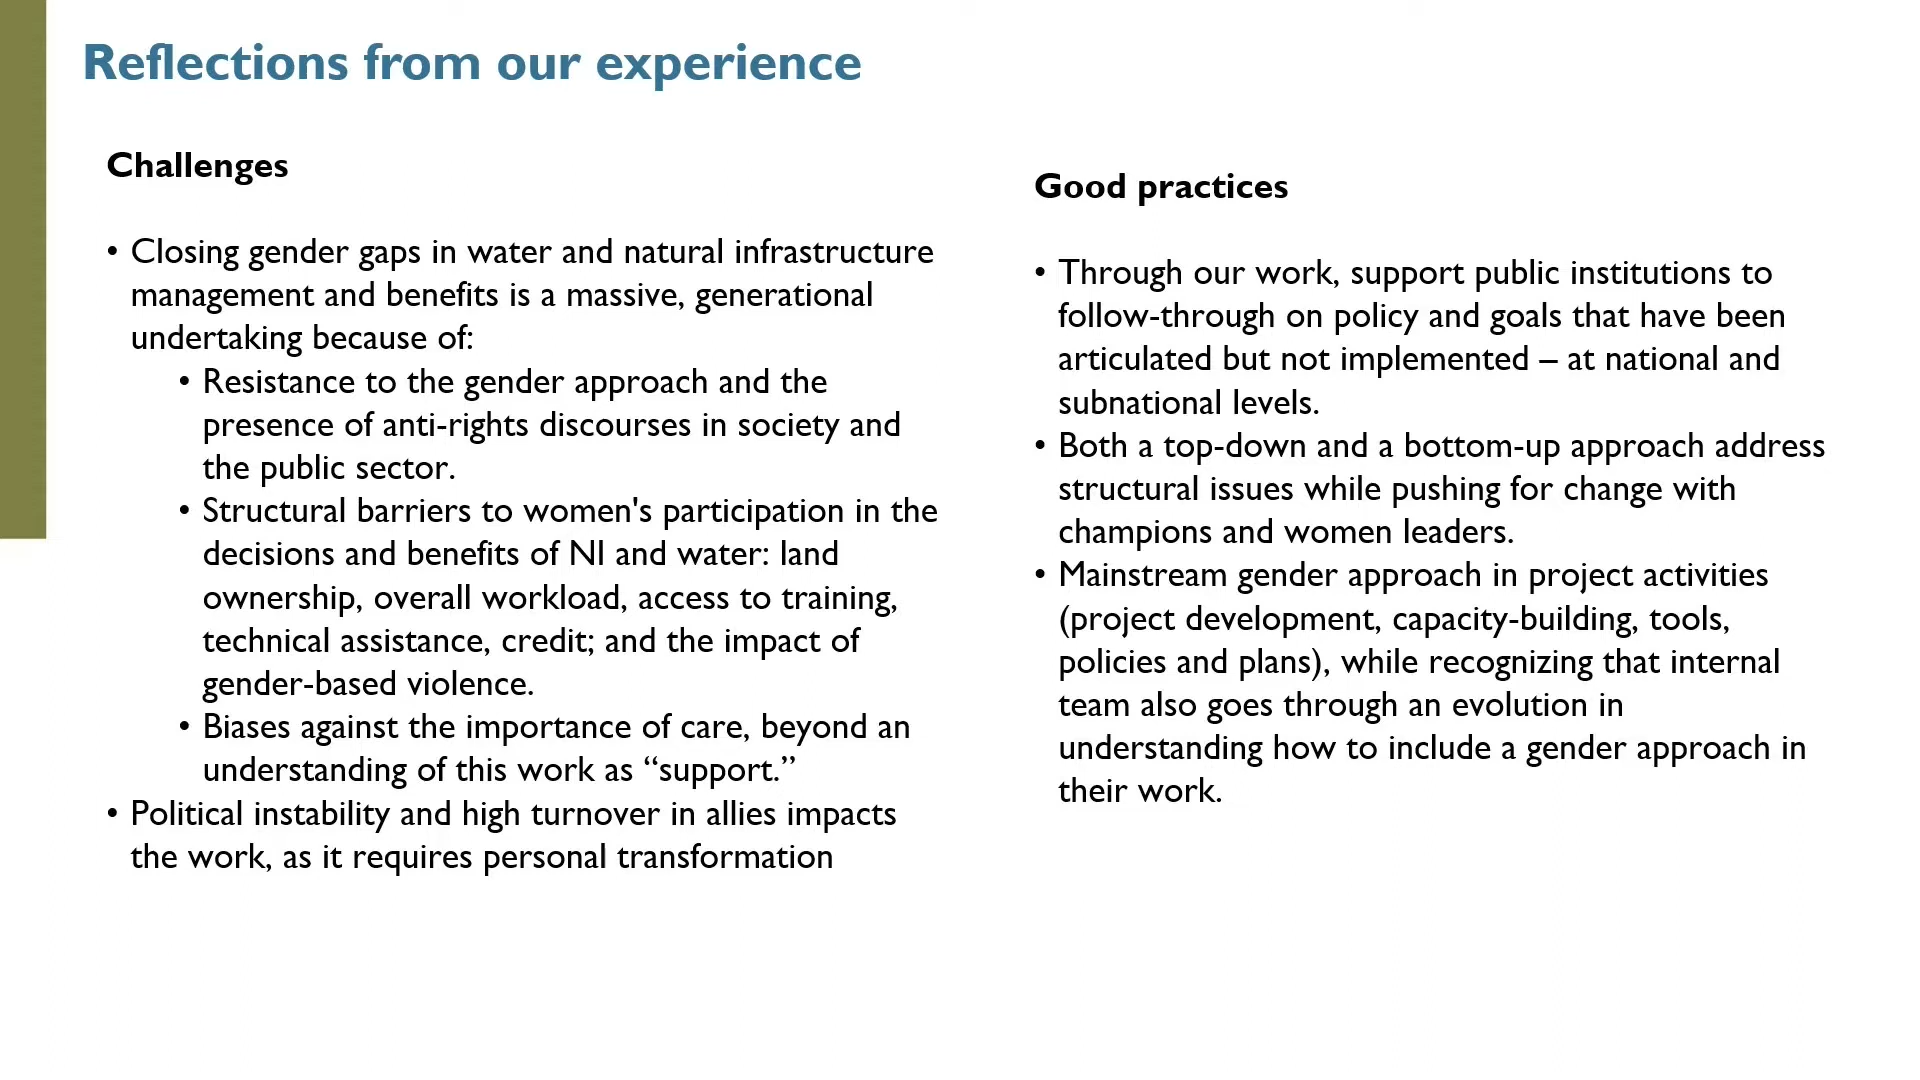 Reflections from our experience
Challenges
• Closing gender gaps in water and natural infrastructure
management and benefits is a massive, generational
undertaking because of:
• Resistance to the gender approach and the
presence of anti-rights discourses in society and
the public sector.
• Structural barriers to women's participation in the
decisions and benefits of NI and water: land
ownership, overall workload, access to training,
technical assistance, credit; and the impact of
gender-based violence.
• Biases against the importance of care, beyond an
understanding of this work as “support.”
• Political instability and high turnover in allies impacts
the work, as it requires personal transformation
Good practices
• Through our work, support public institutions to
follow-through on policy and goals that have been
articulated but not implemented – at national and
subnational levels.
• Both a top-down and a bottom-up approach address
structural issues while pushing for change with
champions and women leaders.
• Mainstream gender approach in project activities
(project development, capacity-building, tools,
policies and plans), while recognizing that internal
team also goes through an evolution in
understanding how to include a gender approach in
their work.